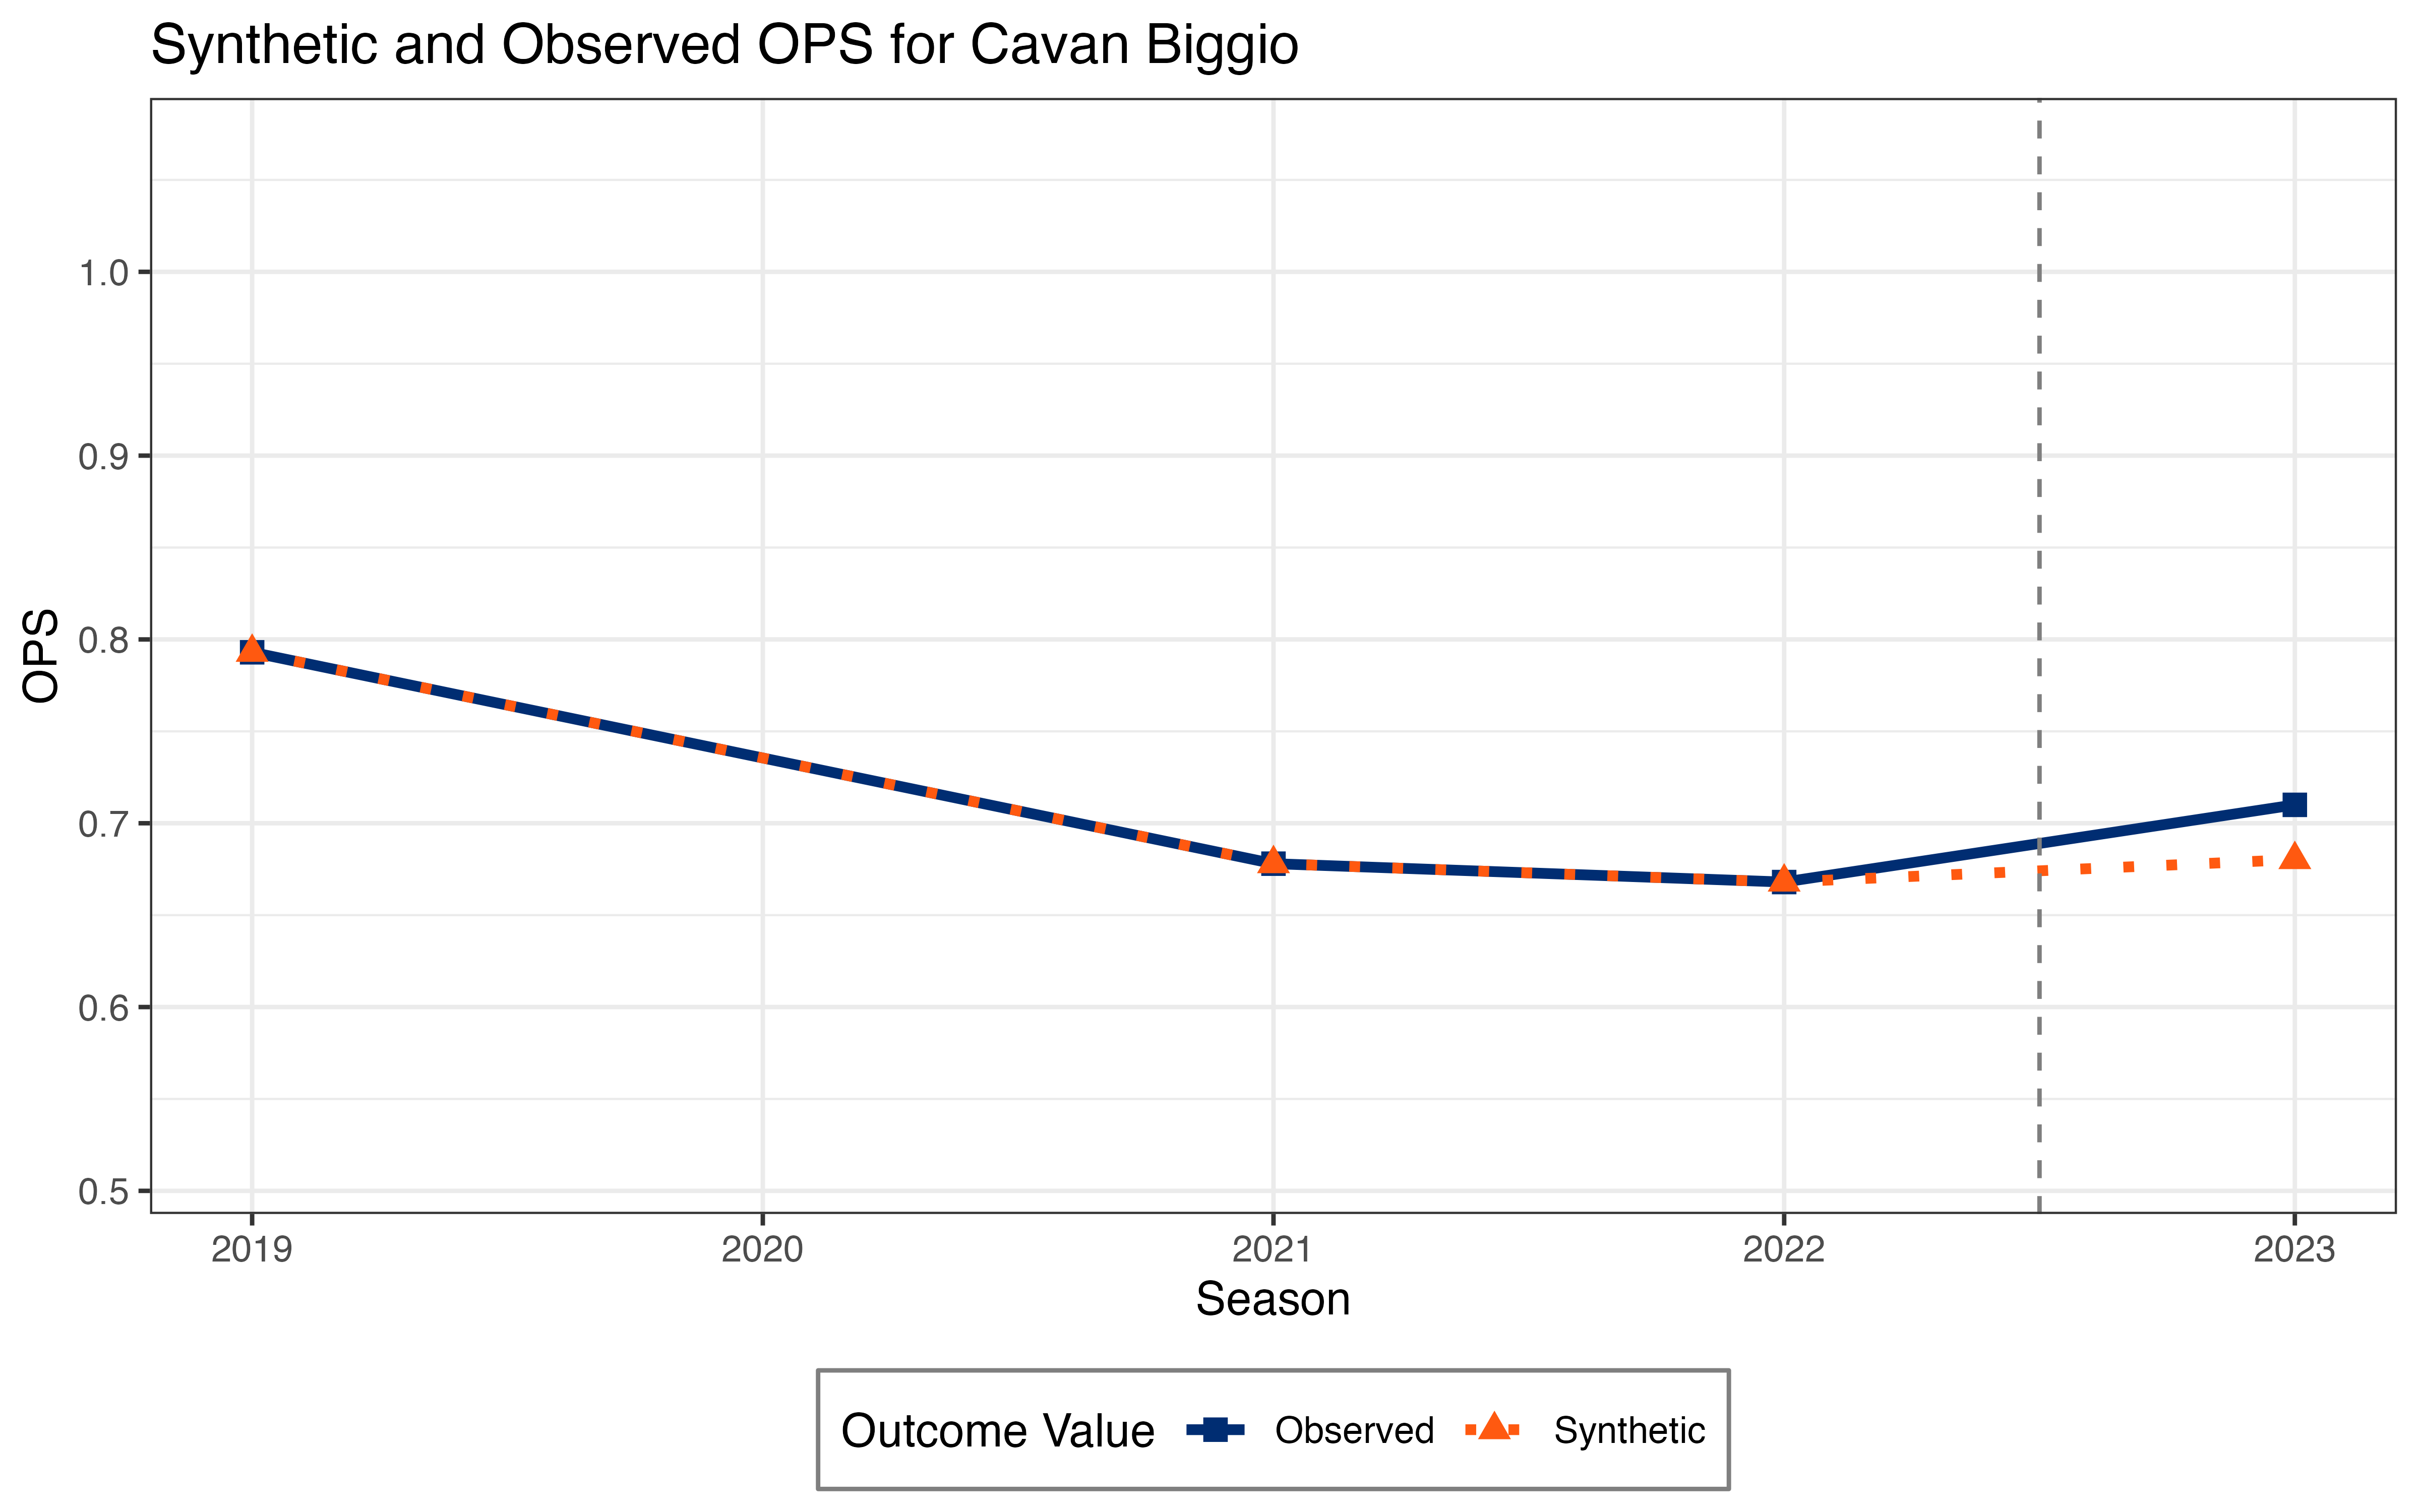 Synthetic and Observed OPS for Cavan Biggio
OPS
1.0
0.9
0.8
0.7
0.6
0.5
2019 2020 2021 2022 2023
Season
Outcome Value Observed Synthetic